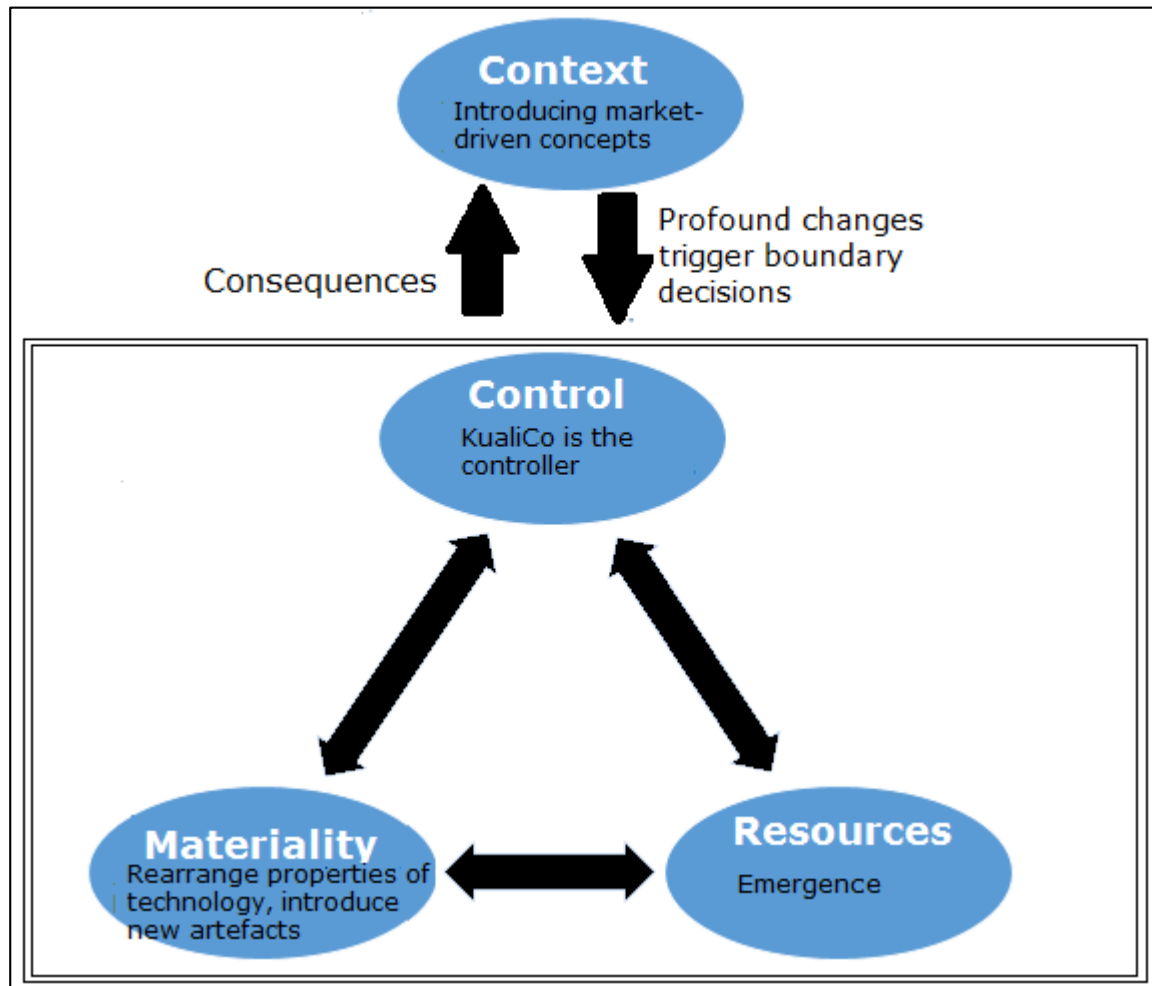 Context
Introducing market-
driven concepts
Consequences
Profound changes
trigger boundary
decisions
Control
KualiCo is the
controller
Materiality
Rearrange properties of
technology, introduce
new artefacts
Resources
Emergence